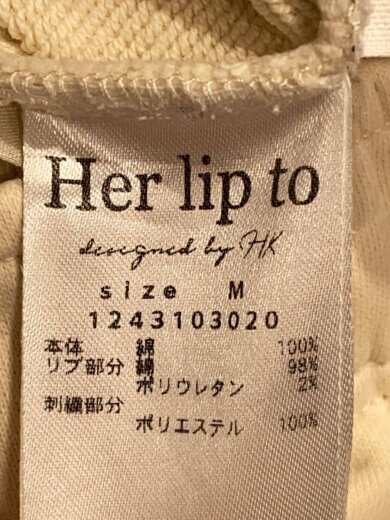 Her lip to
designed by HK
size M
1243103020
本体 綿 100%
リブ部分 綿 98%
ポリウレタン 2%
刺繍部分
ポリエステル 100%